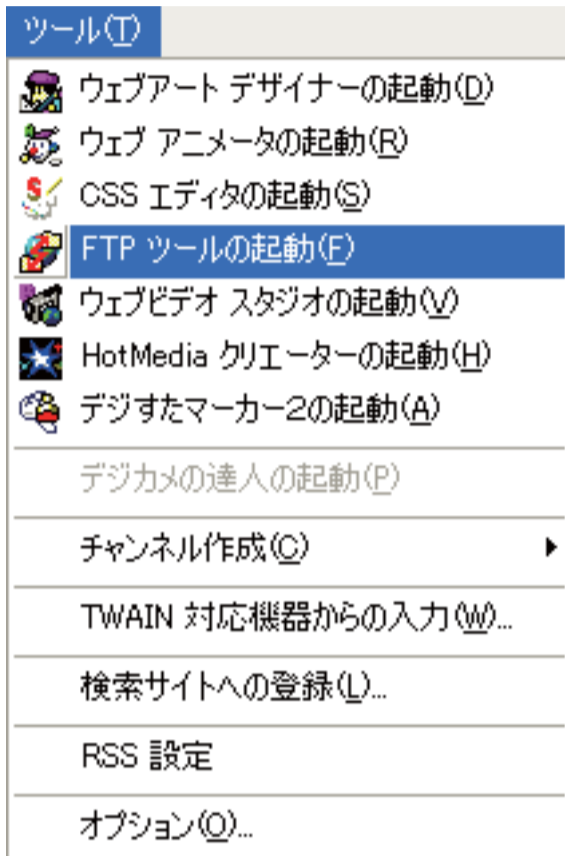 ツール(T)
ウェブアート デザイナーの起動(D)
ウェブ アニメータの起動(R)
CSS エディタの起動(S)
FTP ツールの起動(F)
ウェブビデオ スタジオの起動(V)
HotMedia クリエーターの起動(H)
デジすたマーカー2の起動(A)
デジカメの達人の起動(P)
チャンネル作成(C)
TWAIN 対応機器からの入力(W)...
検索サイトへの登録(L)...
RSS 設定
オプション(O)...